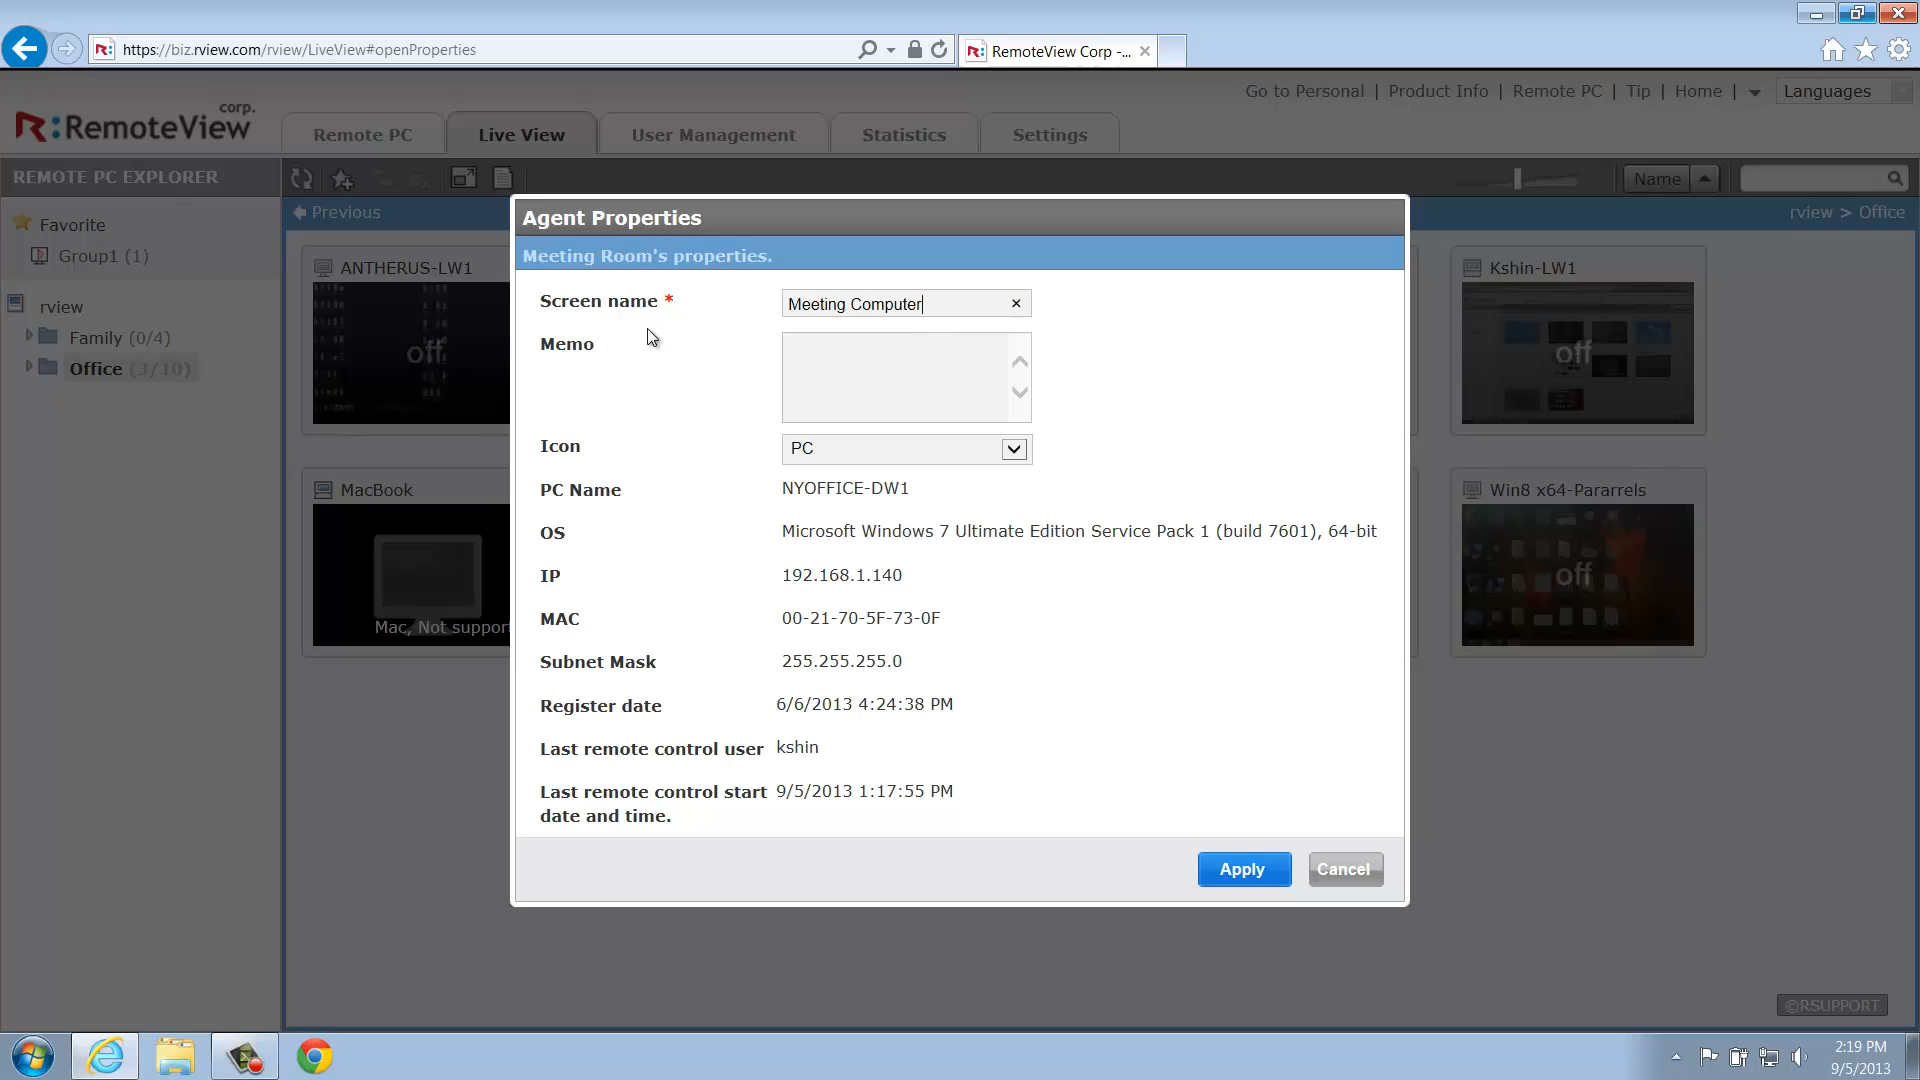 https://biz.rview.com/rview/LiveView#openProperties
RemoteView Corp -...
Go to Personal | Product Info | Remote PC | Tip | Home | Languages
R:RemoteView corp.
Remote PC
Live View
User Management
Statistics
Settings
REMOTE PC EXPLORER
Name
Previous
rview > Office
Favorite
Group1 (1)
rview
Family (0/4)
Office (3/10)
ANTHERUS-LW1
off
Kshin-LW1
off
MacBook
Mac, Not support
Win8 x64-Pararrels
off
Agent Properties
Meeting Room's properties.
Screen name *
Meeting Computer
Memo
Icon
PC
PC Name
NYOFFICE-DW1
OS
Microsoft Windows 7 Ultimate Edition Service Pack 1 (build 7601), 64-bit
IP
192.168.1.140
MAC
00-21-70-5F-73-0F
Subnet Mask
255.255.255.0
Register date
6/6/2013 4:24:38 PM
Last remote control user
kshin
Last remote control start
date and time.
9/5/2013 1:17:55 PM
Apply
Cancel
©RSUPPORT
2:19 PM
9/5/2013